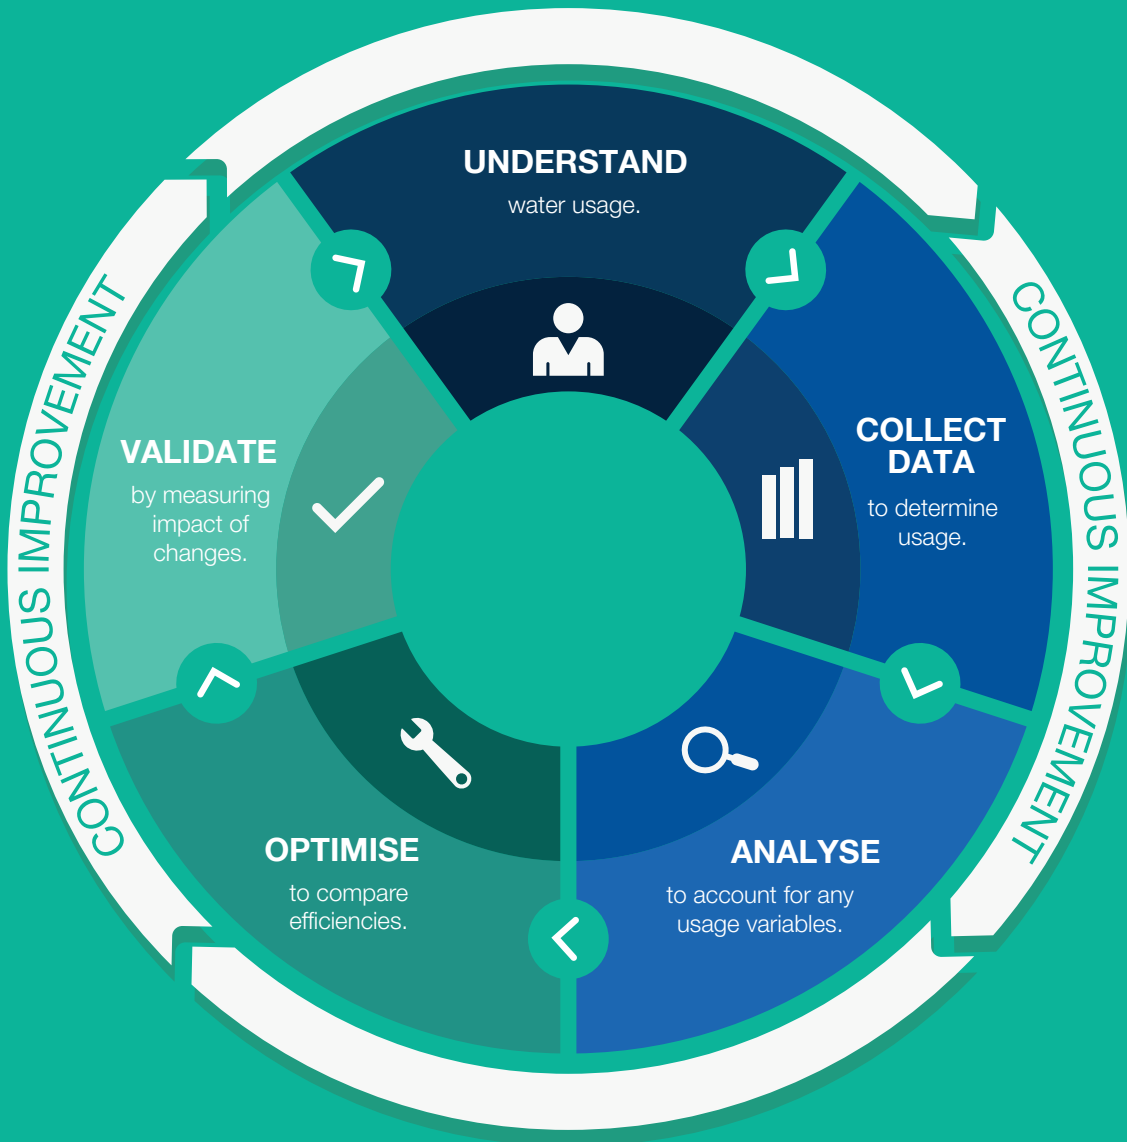 UNDERSTAND
water usage.
COLLECT
DATA
to determine
usage.
ANALYSE
to account for any
usage variables.
OPTIMISE
to compare
efficiencies.
VALIDATE
by measuring
impact of
changes.
CONTINUOUS IMPROVEMENT
CONTINUOUS IMPROVEMENT